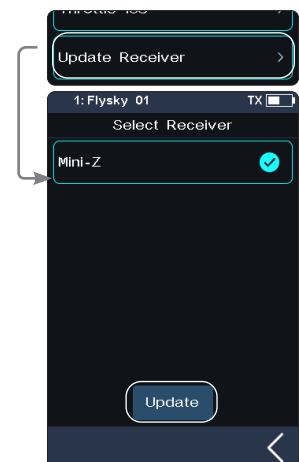 Update Receiver
1: Flysky 01 TX
Select Receiver
Mini-Z
Update